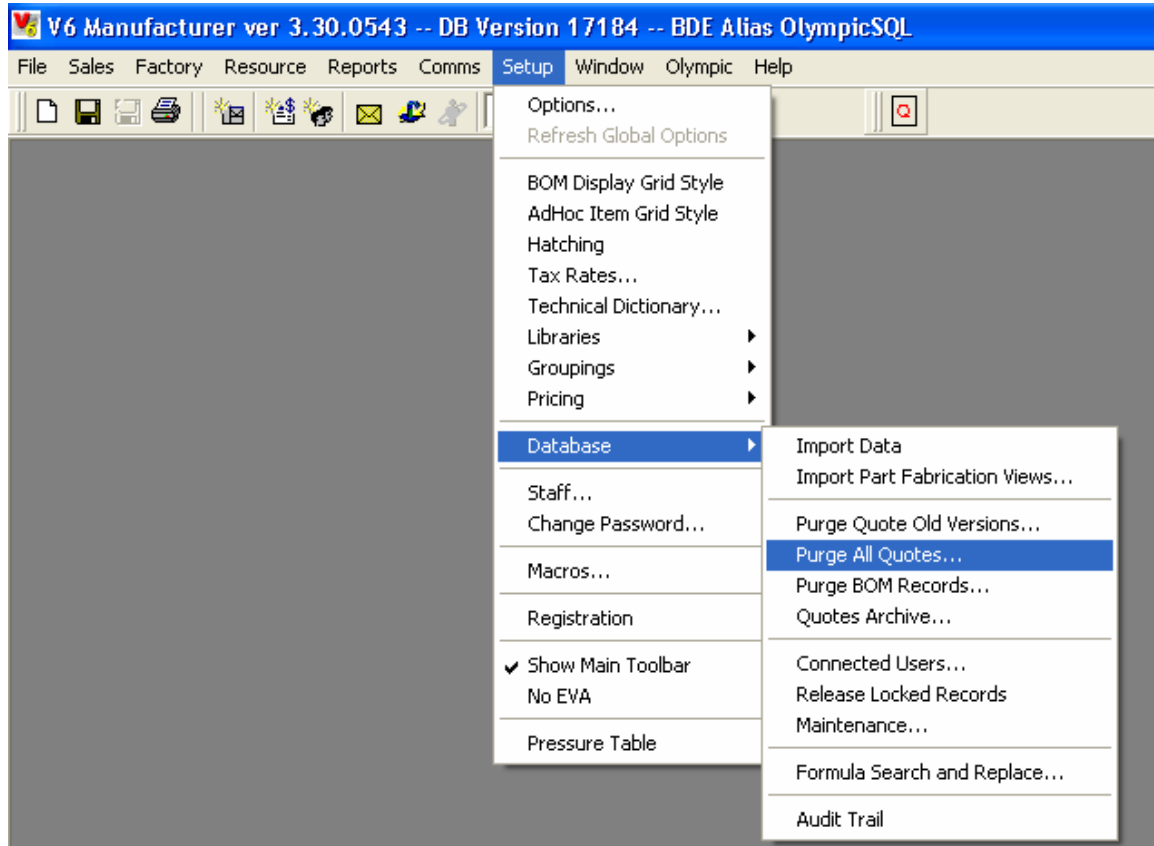 V6 Manufacturer ver 3.30.0543 -- DB Version 17184 -- BDE Alias OlympicSQL
File Sales Factory Resource Reports Comms Setup Window Olympic Help
Q
Options...
Refresh Global Options
BOM Display Grid Style
AdHoc Item Grid Style
Hatching
Tax Rates...
Technical Dictionary...
Libraries
Groupings
Pricing
Database
Staff...
Change Password...
Macros...
Registration
Show Main Toolbar
No EVA
Pressure Table
Import Data
Import Part Fabrication Views...
Purge Quote Old Versions...
Purge All Quotes...
Purge BOM Records...
Quotes Archive...
Connected Users...
Release Locked Records
Maintenance...
Formula Search and Replace...
Audit Trail